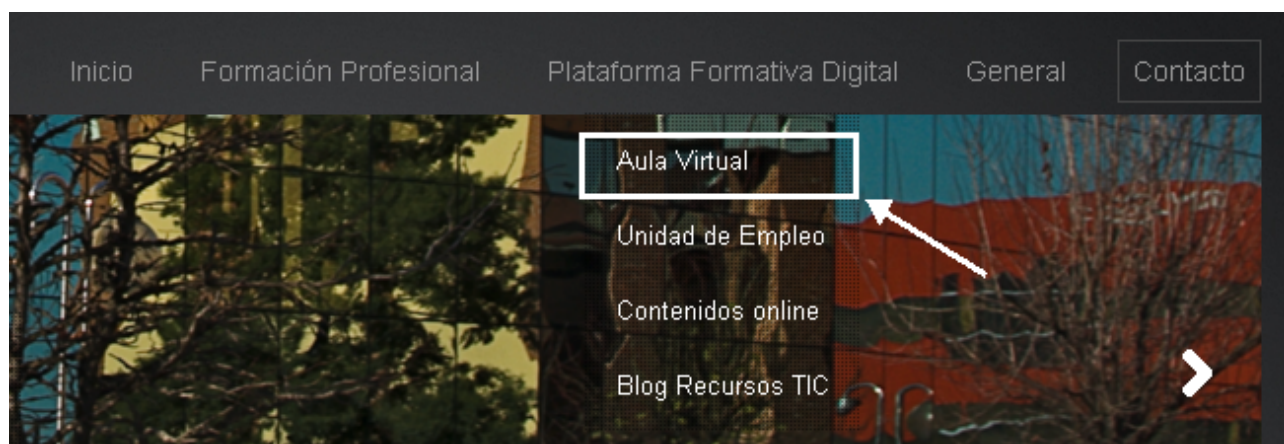 Inicio Formación Profesional Plataforma Formativa Digital General Contacto
Aula Virtual
Unidad de Empleo
Contenidos online
Blog Recursos TIC